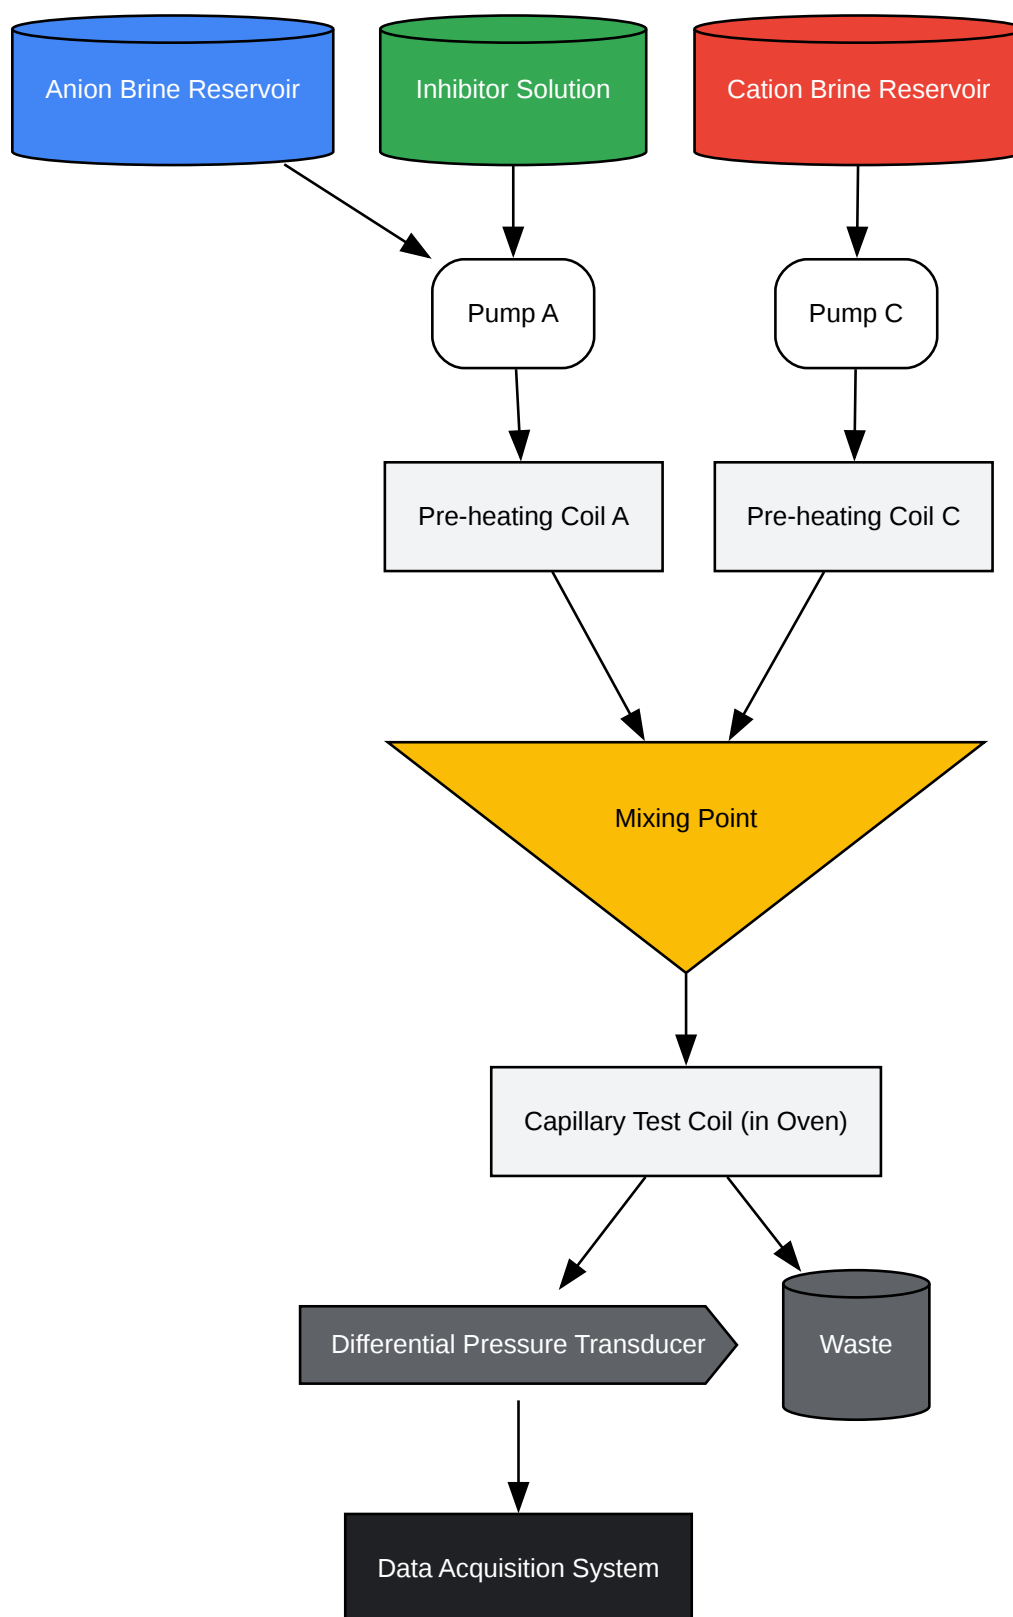 Anion Brine Reservoir
Inhibitor Solution
Cation Brine Reservoir
Pump A
Pump C
Pre-heating Coil A
Pre-heating Coil C
Mixing Point
Capillary Test Coil (in Oven)
Differential Pressure Transducer
Waste
Data Acquisition System